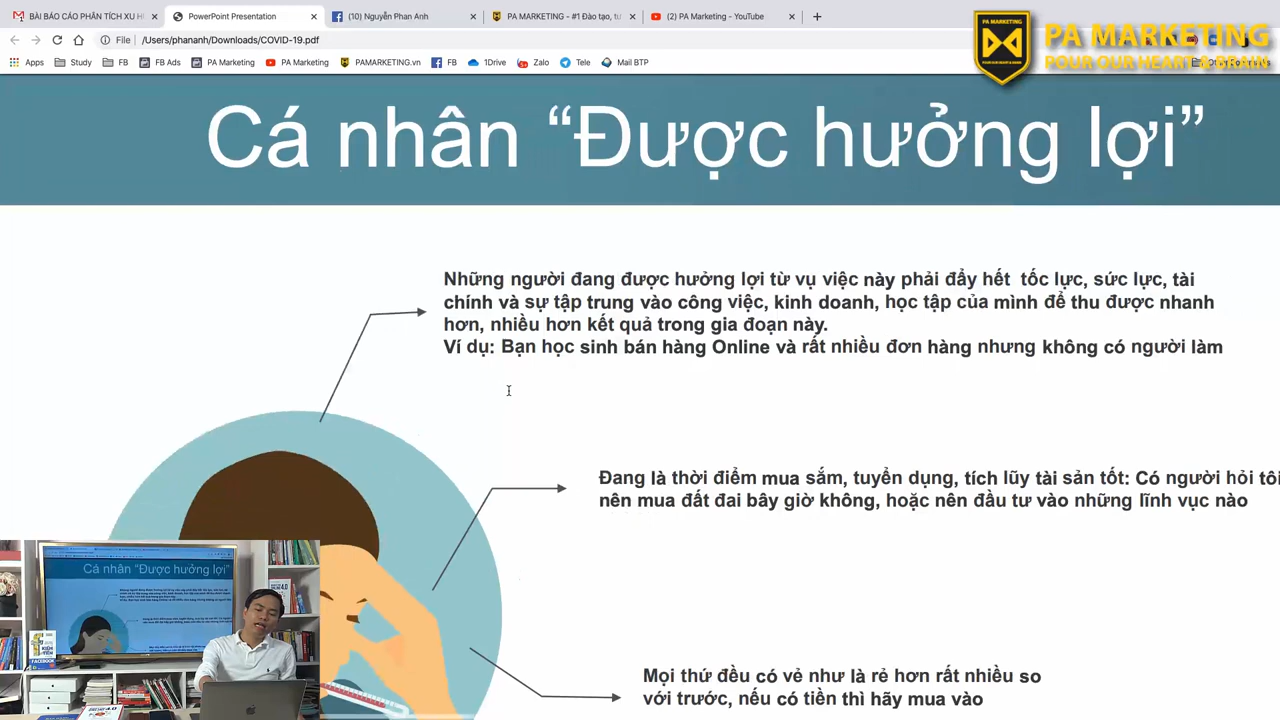 BÀI BÁO CÁO PHÂN TÍCH XU H
PowerPoint Presentation
(10) Nguyễn Phan Anh
PA MARKETING - #1 Đào tạo, tư
(2) PA Marketing - YouTube
File
/Users/phananh/Downloads/COVID-19.pdf
Apps
Study
FB
FB Ads
PA Marketing
PA Marketing
PAMARKETING.vn
FB
1Drive
Zalo
Tele
Mail BTP
PA MARKETING
PA MARKETING
POUR OUR HEART & BRAIN
Cá nhân “Được hưởng lợi”
Những người đang được hưởng lợi từ vụ việc này phải đẩy hết tốc lực, sức lực, tài
chính và sự tập trung vào công việc, kinh doanh, học tập của mình để thu được nhanh
hơn, nhiều hơn kết quả trong gia đoạn này.
Ví dụ: Bạn học sinh bán hàng Online và rất nhiều đơn hàng nhưng không có người làm
Đang là thời điểm mua sắm, tuyển dụng, tích lũy tài sản tốt: Có người hỏi tôi
nên mua đất đai bây giờ không, hoặc nên đầu tư vào những lĩnh vục nào
Mọi thứ đều có vẻ như là rẻ hơn rất nhiều so
với trước, nếu có tiền thì hãy mua vào
Cá nhân “Được hưởng lợi”